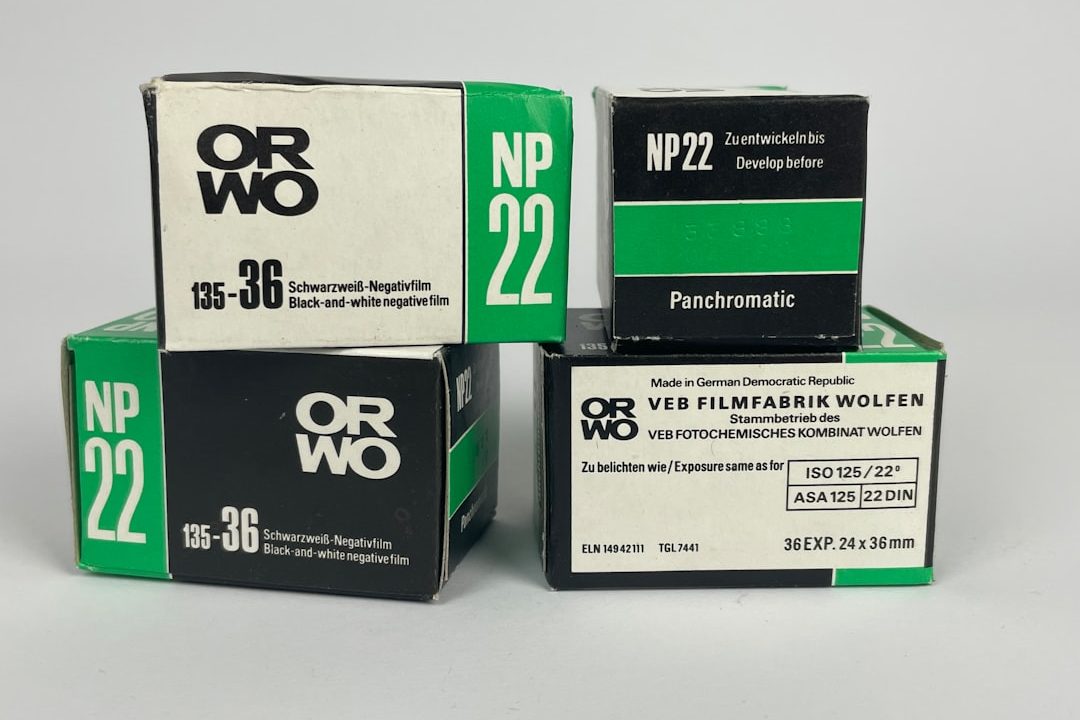 OR
WO
135-36 Schwarzweiß-Negativfilm
Black-and-white negative film
NP
22
NP22 Zu entwickeln bis
Develop before
Panchromatic
NP
22
OR
WO
135-36 Schwarzweiß-Negativfilm
Black-and-white negative film
NP22
Made in German Democratic Republic
OR
WO
VEB FILMFABRIK WOLFEN
Stammbetrieb des
VEB FOTOCHEMISCHES KOMBINAT WOLFEN
Zu belichten wie/Exposure same as for
ISO 125/22°
ASA 125 22 DIN
ELN 14942111 TGL 7441
36 EXP. 24 x 36 mm